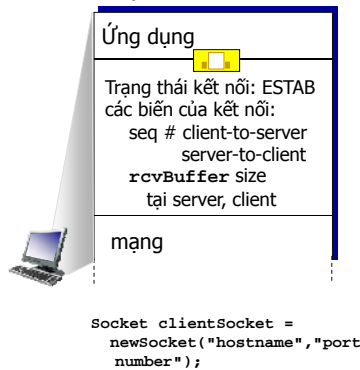 Ứng dụng
Trạng thái kết nối: ESTAB
các biến của kết nối:
seq # client-to-server
server-to-client
rcvBuffer size
tại server, client
mạng
Socket clientSocket =
newSocket("hostname","port
number");